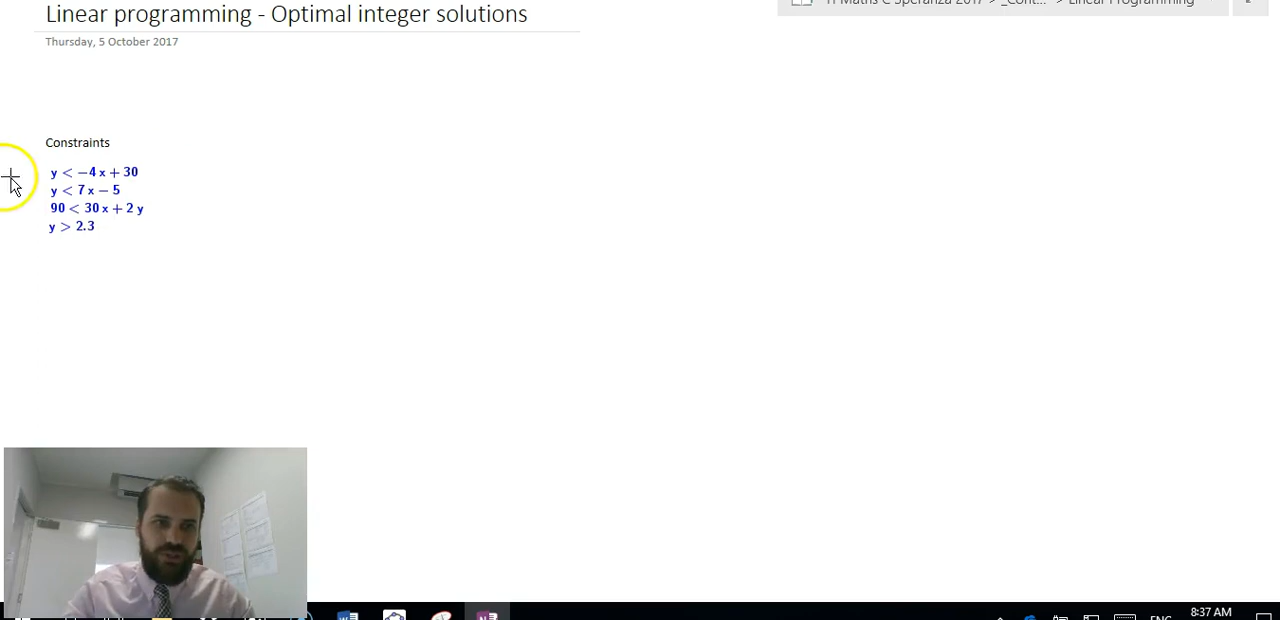 Linear programming - Optimal integer solutions
Thursday, 5 October 2017
Constraints
y < −4 x + 30
y < 7 x − 5
90 < 30 x + 2 y
y > 2.3
8:37 AM